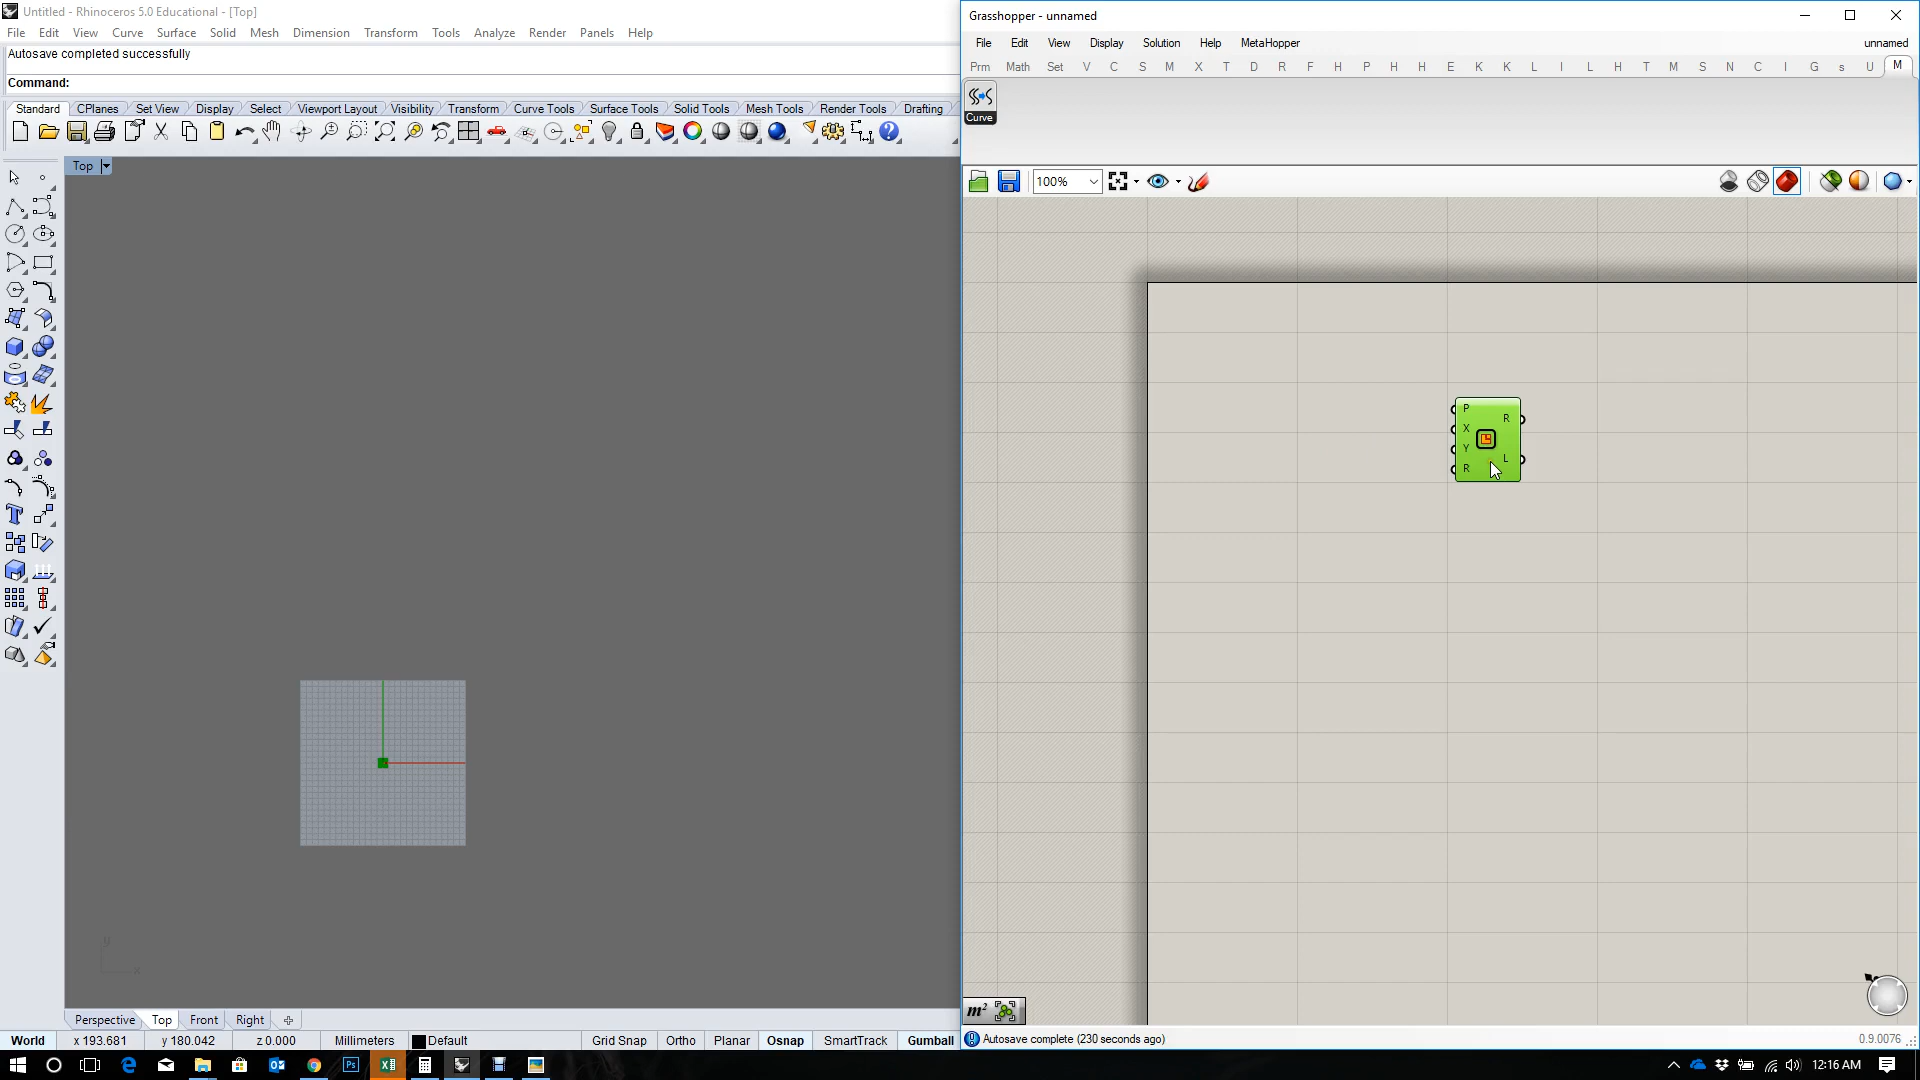 Untitled - Rhinoceros 5.0 Educational - [Top]
File Edit View Curve Surface Solid Mesh Dimension Transform Tools Analyze Render Panels Help
Autosave completed successfully
Command:
Standard CPlanes Set View Display Select Viewport Layout Visibility Transform Curve Tools Surface Tools Solid Tools Mesh Tools Render Tools Drafting
Top
y
x
Perspective Top Front Right
World x 193.681 y 180.042 z 0.000 Millimeters Default Grid Snap Ortho Planar Osnap SmartTrack Gumball
Grasshopper - unnamed
File Edit View Display Solution Help MetaHopper unnamed
Prm Math Set V C S M X T D R F H P H H E K K L I L H T M S N C I G s U M
Curve
100%
P
X
Y
R
R
L
m²
Autosave complete (230 seconds ago) 0.9.0076
Ps
12:16 AM